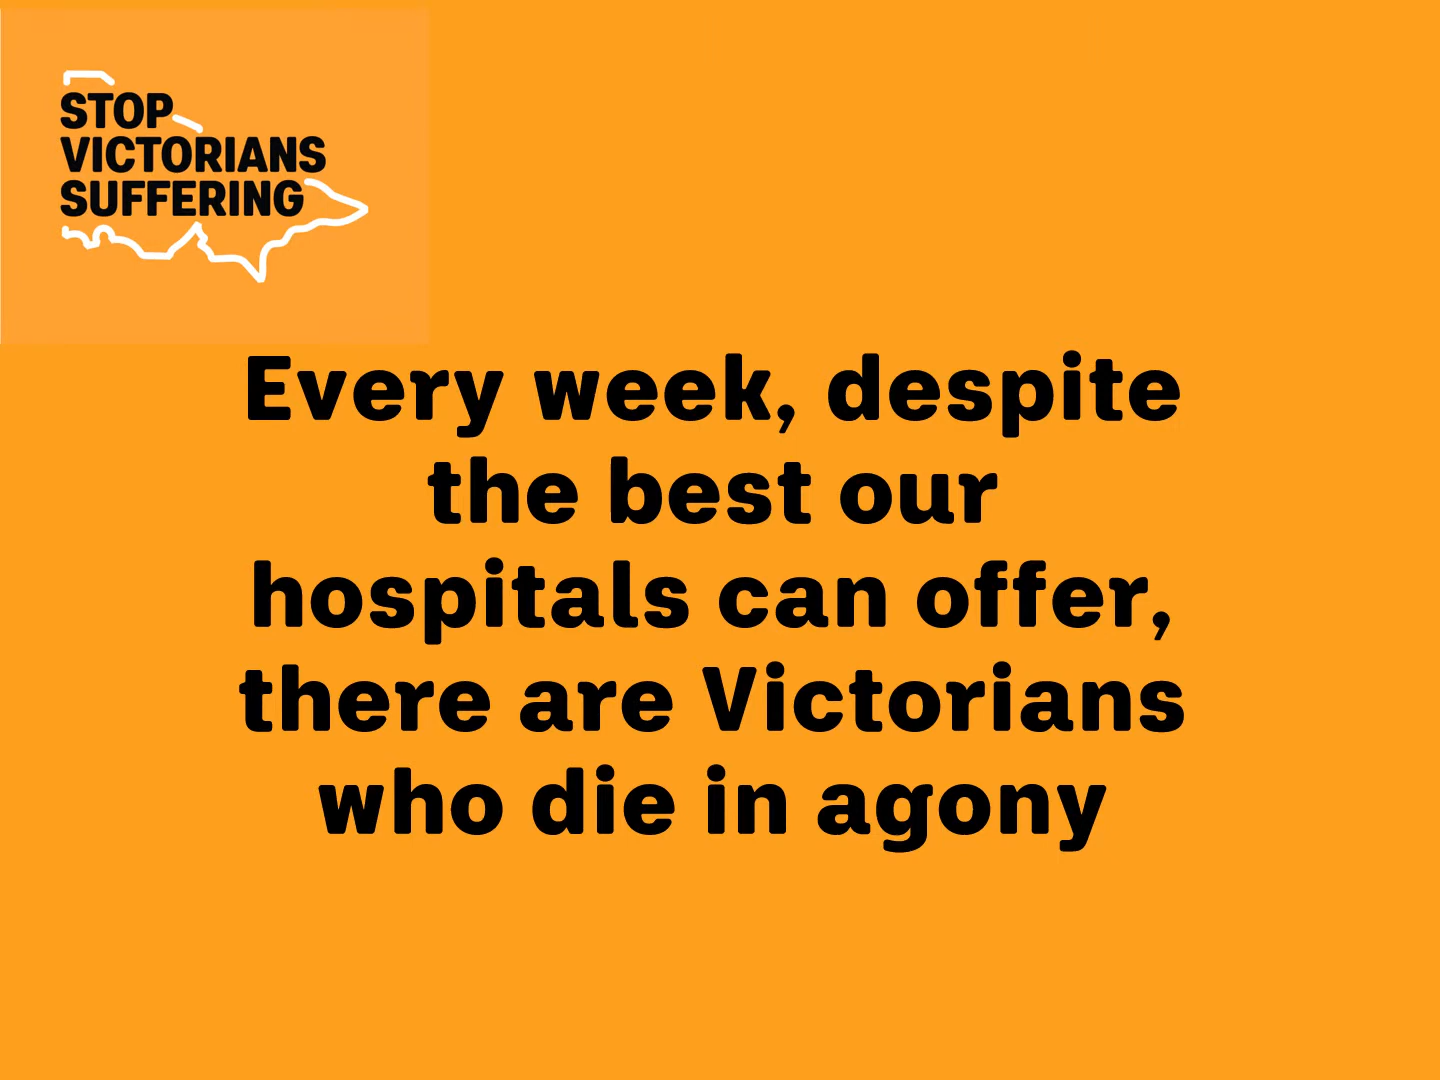 STOP
VICTORIANS
SUFFERING
Every week, despite
the best our
hospitals can offer,
there are Victorians
who die in agony